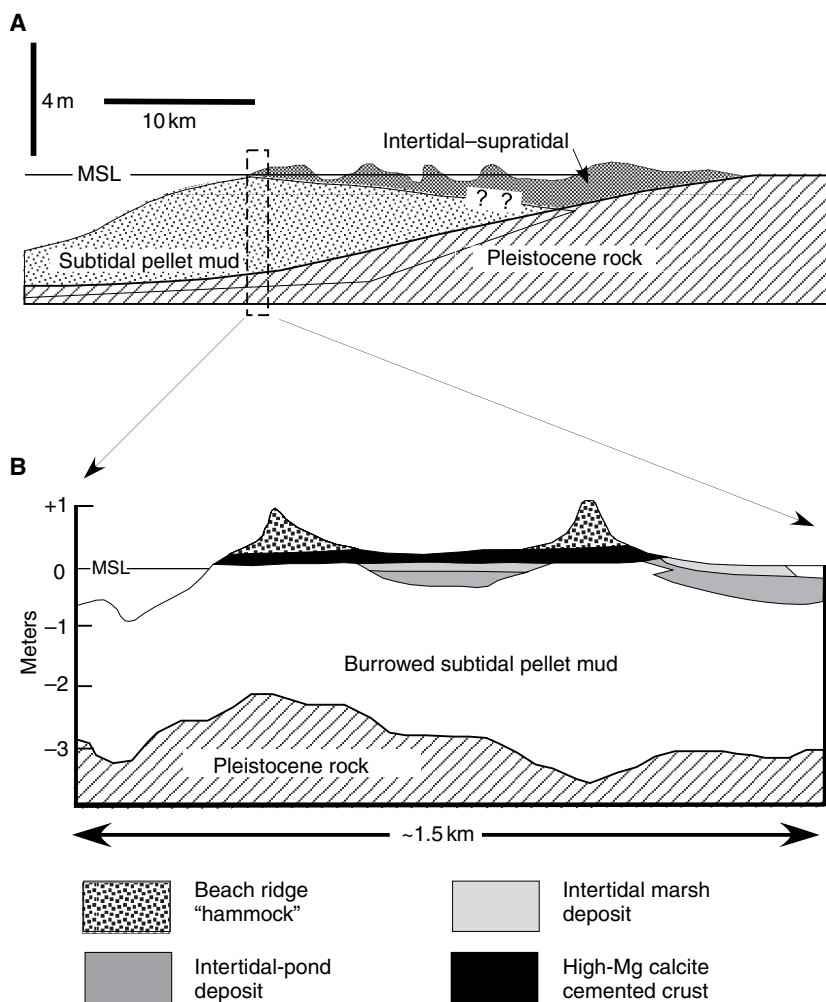 A
4 m
10 km
Intertidal–supratidal
MSL
? ?
Subtidal pellet mud
Pleistocene rock
B
+1
0
MSL
–1
Meters
Burrowed subtidal pellet mud
–2
–3
Pleistocene rock
~1.5 km
Beach ridge
“hammock”
Intertidal marsh
deposit
Intertidal-pond
deposit
High-Mg calcite
cemented crust